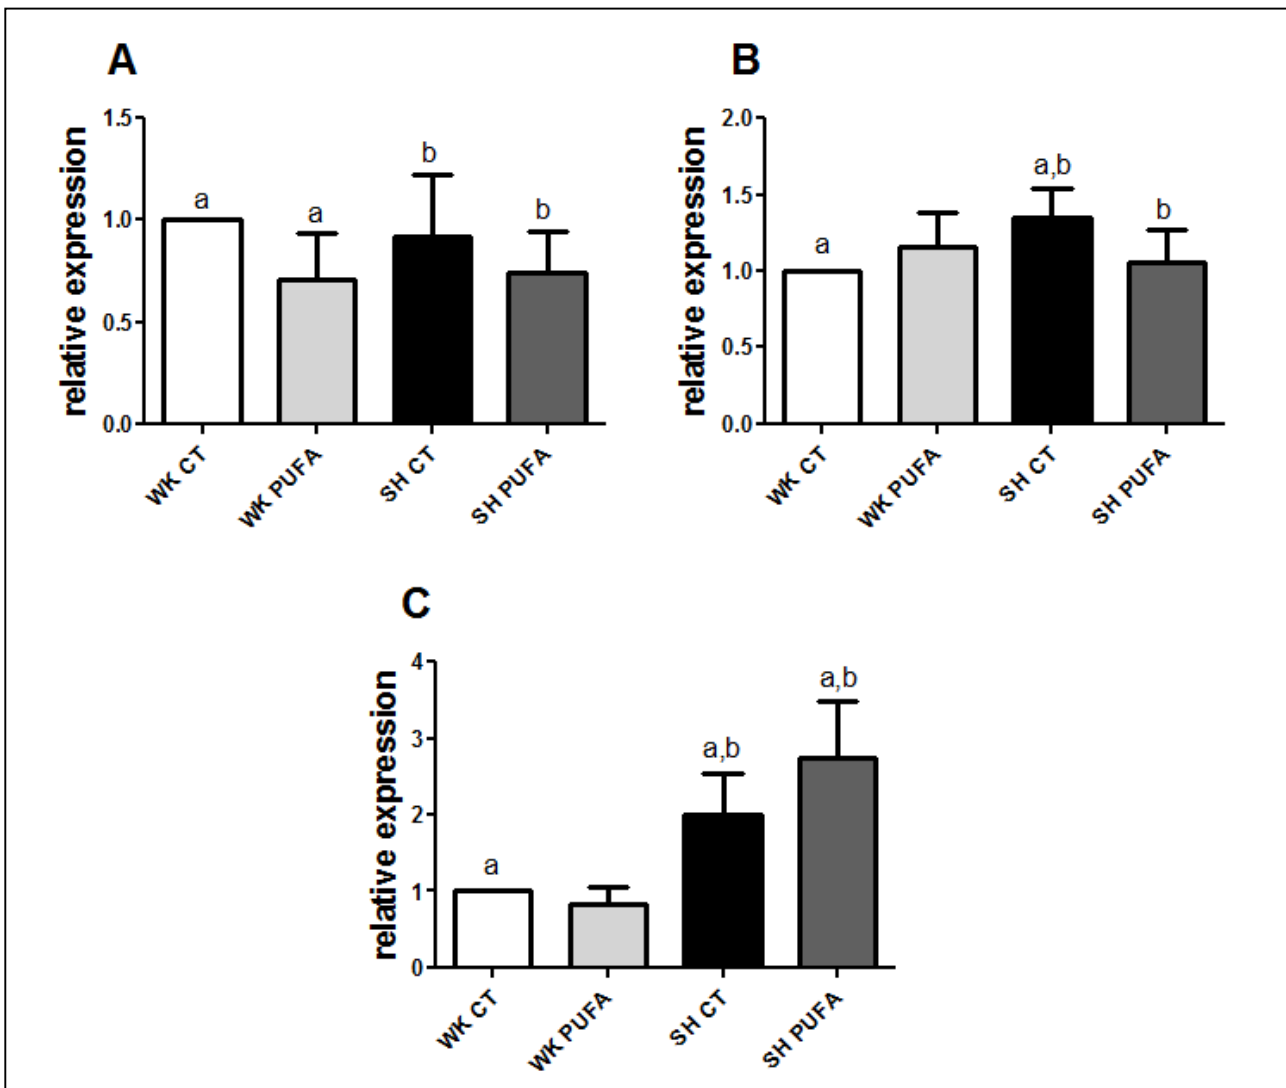 A
relative expression
1.5
1.0
0.5
0.0
a
a
b
b
WK CT
WK PUFA
SH CT
SH PUFA
B
relative expression
2.0
1.5
1.0
0.5
0.0
a
a,b
b
WK CT
WK PUFA
SH CT
SH PUFA
C
relative expression
4
3
2
1
0
a
a,b
a,b
WK CT
WK PUFA
SH CT
SH PUFA